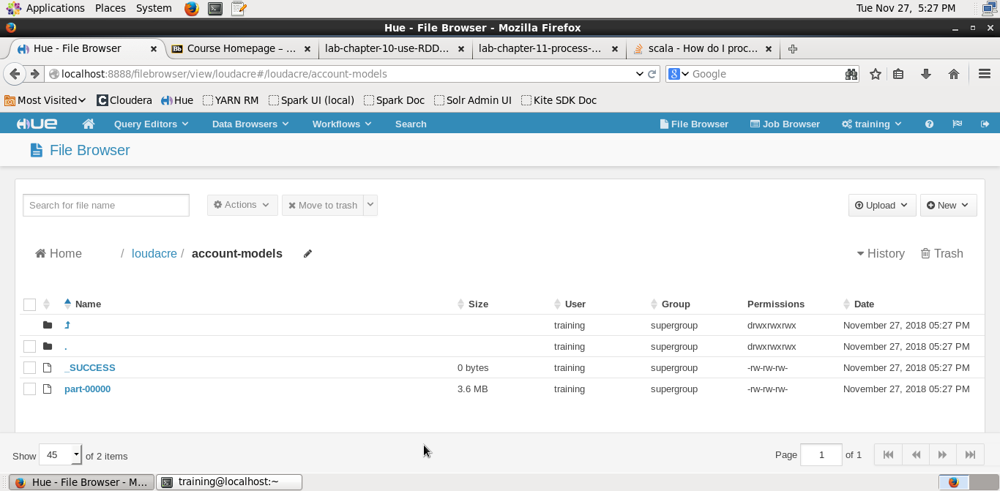 Applications Places System Tue Nov 27, 5:27 PM
Hue - File Browser - Mozilla Firefox
Hue - File Browser Bb Course Homepage – ... lab-chapter-10-use-RDD... lab-chapter-11-process-... scala - How do I proc...
localhost:8888/filebrowser/view/loudacre#/loudacre/account-models 8 Google
Most Visited Cloudera Hue YARN RM Spark UI (local) Spark Doc Solr Admin UI Kite SDK Doc
HUE Query Editors Data Browsers Workflows Search File Browser Job Browser training
File Browser
Search for file name Actions Move to trash Upload New
Home / loudacre / account-models History Trash
Name Size User Group Permissions Date
training supergroup drwxrwxrwx November 27, 2018 05:27 PM
. training supergroup drwxrwxrwx November 27, 2018 05:27 PM
_SUCCESS 0 bytes training supergroup -rw-rw-rw- November 27, 2018 05:27 PM
part-00000 3.6 MB training supergroup -rw-rw-rw- November 27, 2018 05:27 PM
Show 45 of 2 items Page 1 of 1
Hue - File Browser - M... training@localhost:~